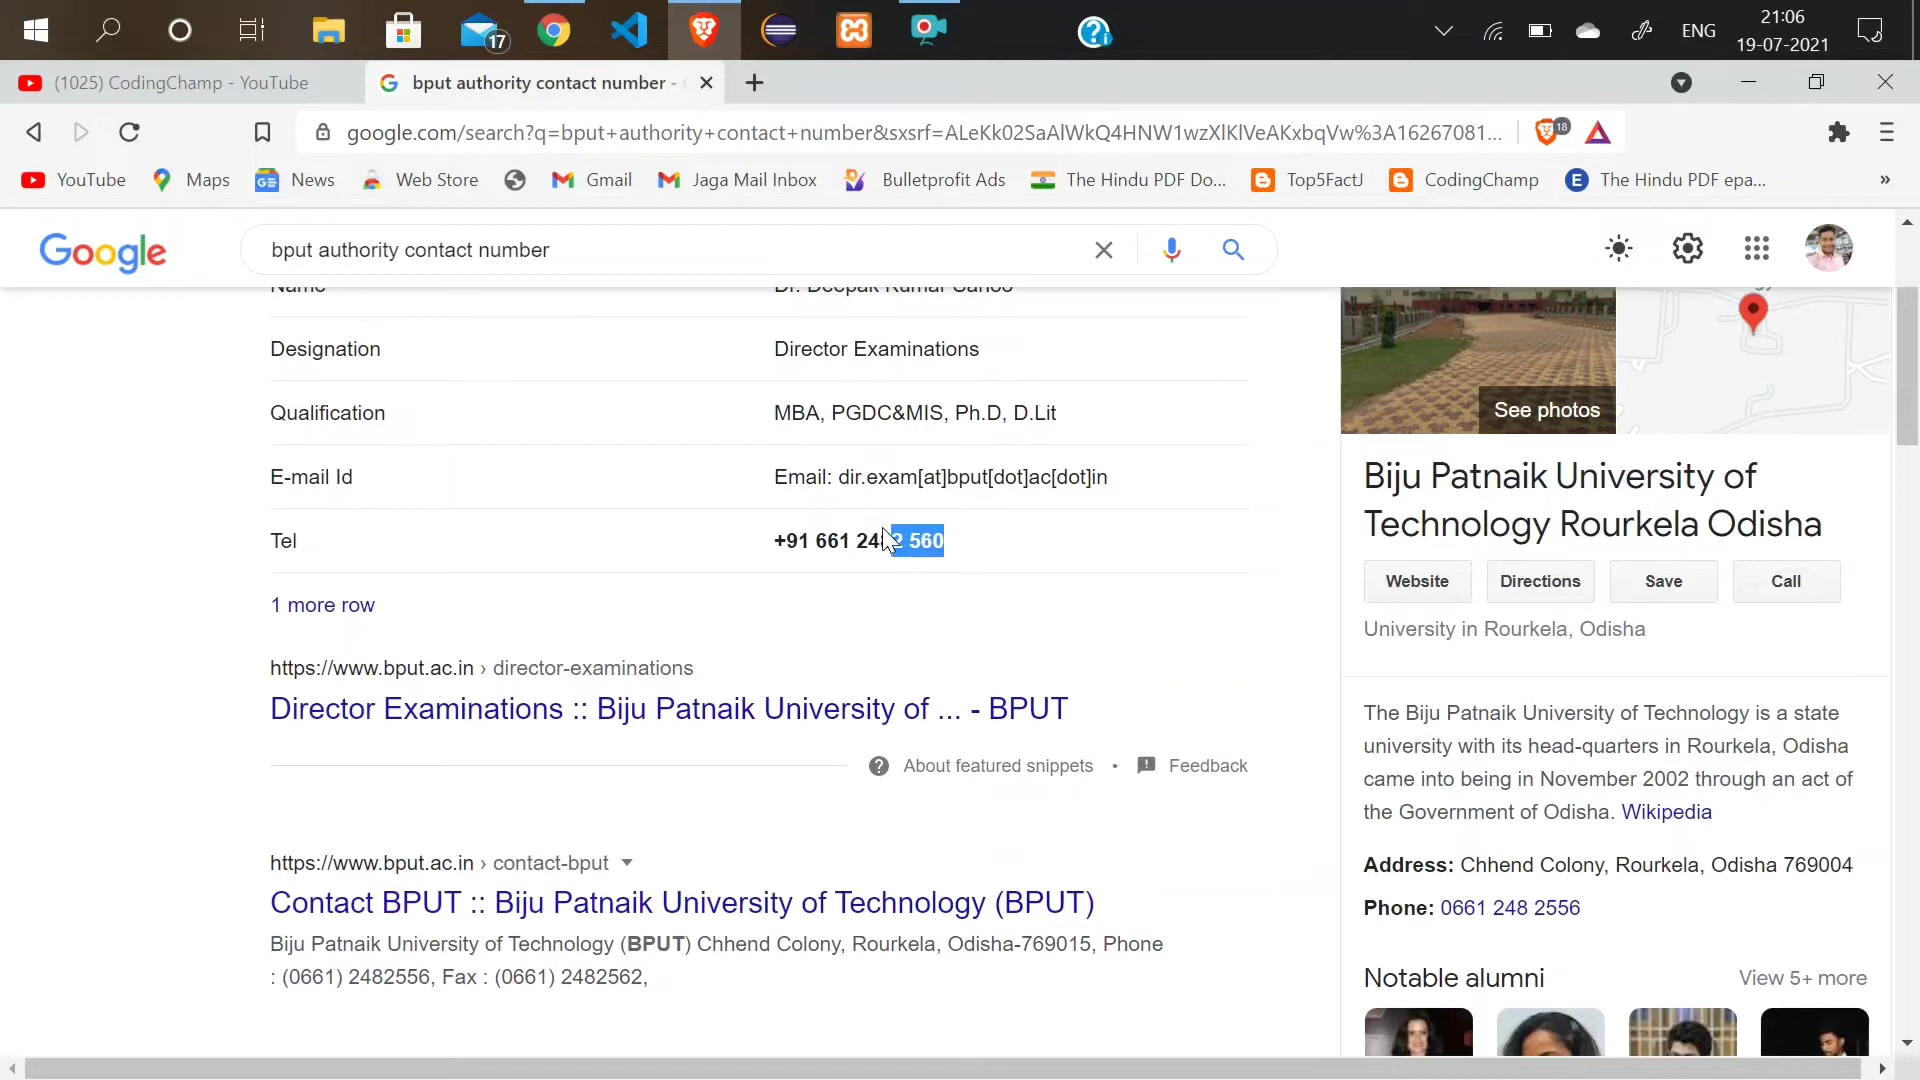 17
ENG
21:06
19-07-2021
(1025) CodingChamp - YouTube
bput authority contact number -
google.com/search?q=bput+authority+contact+number&sxsrf=ALeKk02SaAlWkQ4HNW1wzXlKlVeAKxbqVw%3A16267081...
18
YouTube
Maps
News
Web Store
Gmail
Jaga Mail Inbox
Bulletprofit Ads
The Hindu PDF Do...
Top5FactJ
CodingChamp
The Hindu PDF epa...
»
Google
bput authority contact number
Name Dr. Deepak Kumar Sahoo
Designation Director Examinations
Qualification MBA, PGDC&MIS, Ph.D, D.Lit
E-mail Id Email: dir.exam[at]bput[dot]ac[dot]in
Tel +91 661 2482 560
1 more row
https://www.bput.ac.in › director-examinations
Director Examinations :: Biju Patnaik University of ... - BPUT
About featured snippets • Feedback
https://www.bput.ac.in › contact-bput
Contact BPUT :: Biju Patnaik University of Technology (BPUT)
Biju Patnaik University of Technology (BPUT) Chhend Colony, Rourkela, Odisha-769015, Phone
: (0661) 2482556, Fax : (0661) 2482562,
See photos
Biju Patnaik University of
Technology Rourkela Odisha
Website Directions Save Call
University in Rourkela, Odisha
The Biju Patnaik University of Technology is a state
university with its head-quarters in Rourkela, Odisha
came into being in November 2002 through an act of
the Government of Odisha. Wikipedia
Address: Chhend Colony, Rourkela, Odisha 769004
Phone: 0661 248 2556
Notable alumni View 5+ more